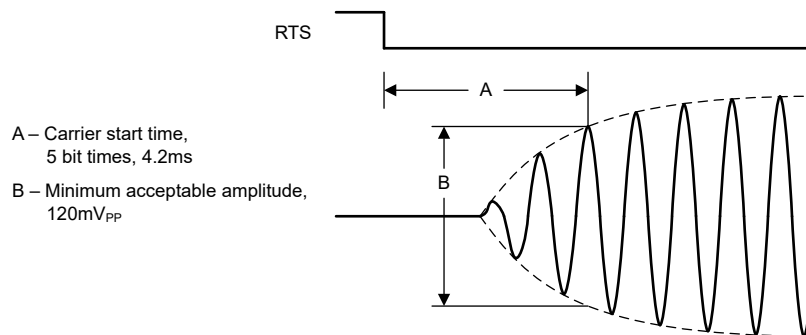 RTS
A
A – Carrier start time,
5 bit times, 4.2ms
B – Minimum acceptable amplitude,
120mVPP
B